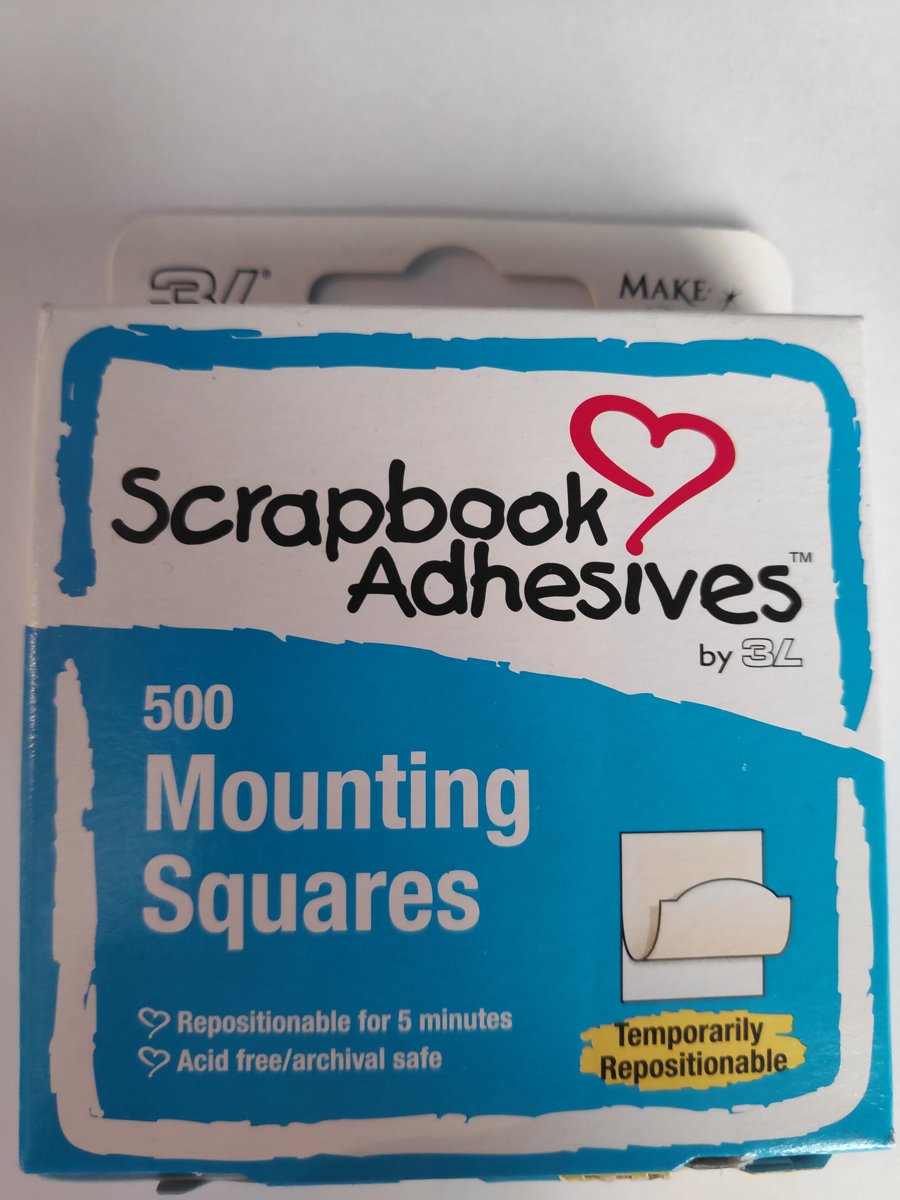 3L®
MAKE
Scrapbook
Adhesives™
by 3L
500
Mounting
Squares
Repositionable for 5 minutes
Acid free/archival safe
Temporarily
Repositionable